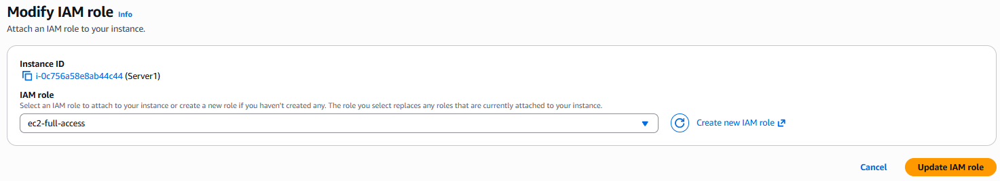 Modify IAM role Info
Attach an IAM role to your instance.
Instance ID
i-0c756a58e8ab44c44 (Server1)
IAM role
Select an IAM role to attach to your instance or create a new role if you haven't created any. The role you select replaces any roles that are currently attached to your instance.
ec2-full-access
Create new IAM role
Cancel
Update IAM role